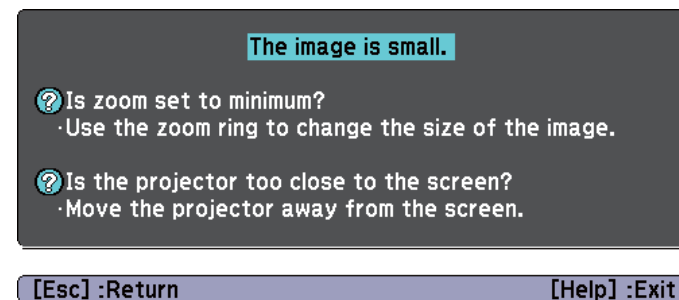 The image is small.
Is zoom set to minimum?
·Use the zoom ring to change the size of the image.
Is the projector too close to the screen?
·Move the projector away from the screen.
[Esc] :Return [Help] :Exit